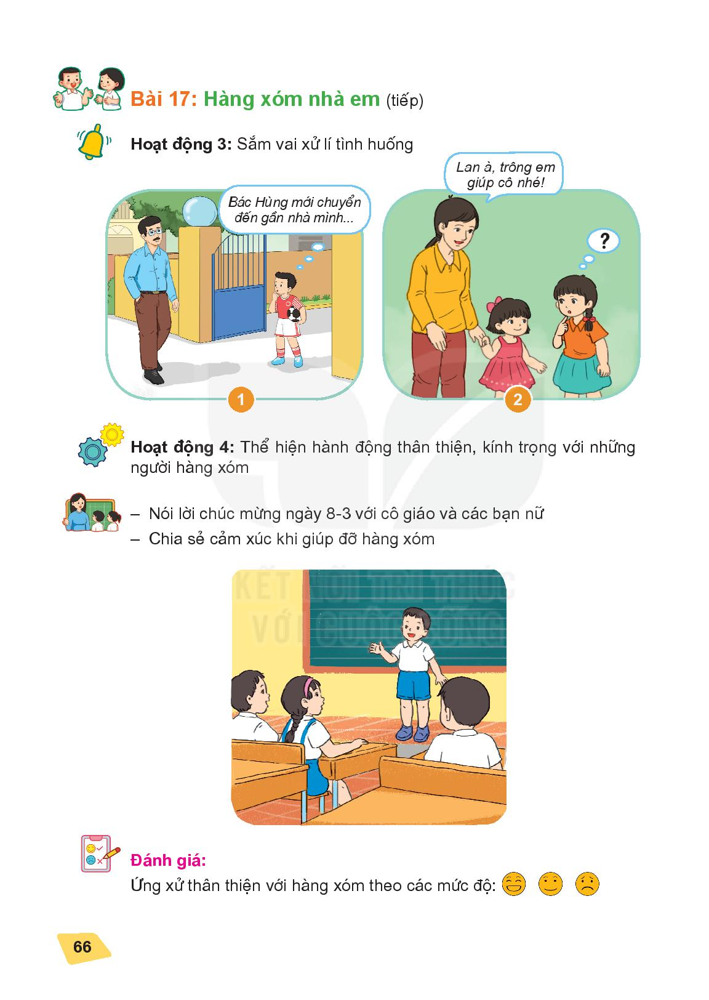 Bài 17: Hàng xóm nhà em (tiếp)
Hoạt động 3: Sắm vai xử lí tình huống
Bác Hùng mới chuyển
đến gần nhà mình...
Lan à, trông em
giúp cô nhé!
?
1
2
Hoạt động 4: Thể hiện hành động thân thiện, kính trọng với những
người hàng xóm
– Nói lời chúc mừng ngày 8-3 với cô giáo và các bạn nữ
– Chia sẻ cảm xúc khi giúp đỡ hàng xóm
KẾT NỐI TRI THỨC
VỚI CUỘC SỐNG
Đánh giá:
Ứng xử thân thiện với hàng xóm theo các mức độ:
66